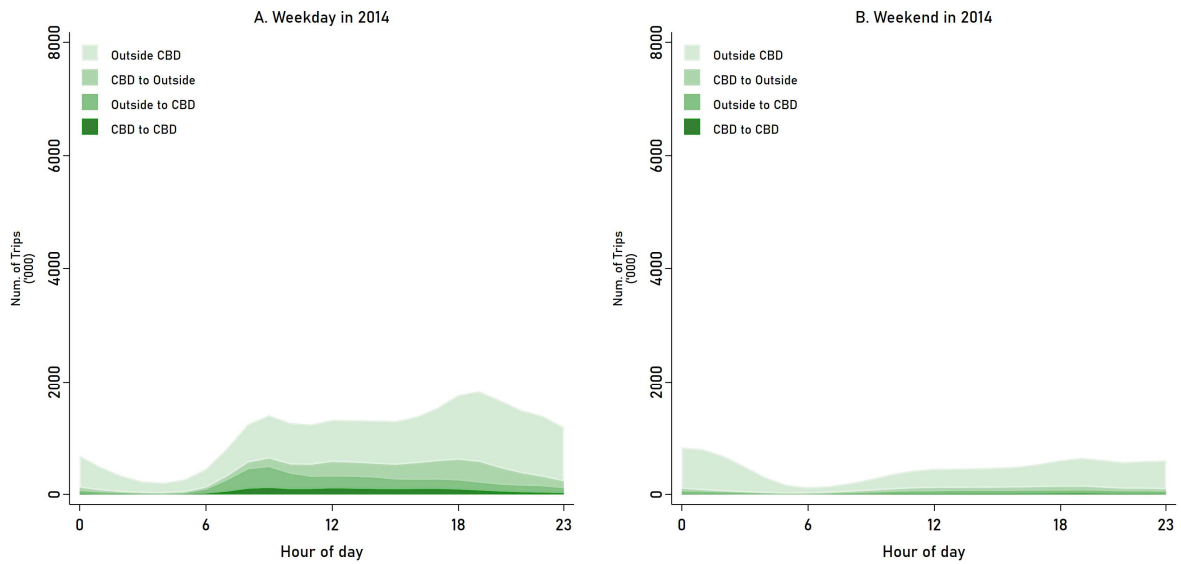 A. Weekday in 2014
8000
6000
4000
2000
0
Num. of Trips
('000)
Outside CBD
CBD to Outside
Outside to CBD
CBD to CBD
0 6 12 18 23
Hour of day
B. Weekend in 2014
8000
6000
4000
2000
0
Num. of Trips
('000)
Outside CBD
CBD to Outside
Outside to CBD
CBD to CBD
0 6 12 18 23
Hour of day